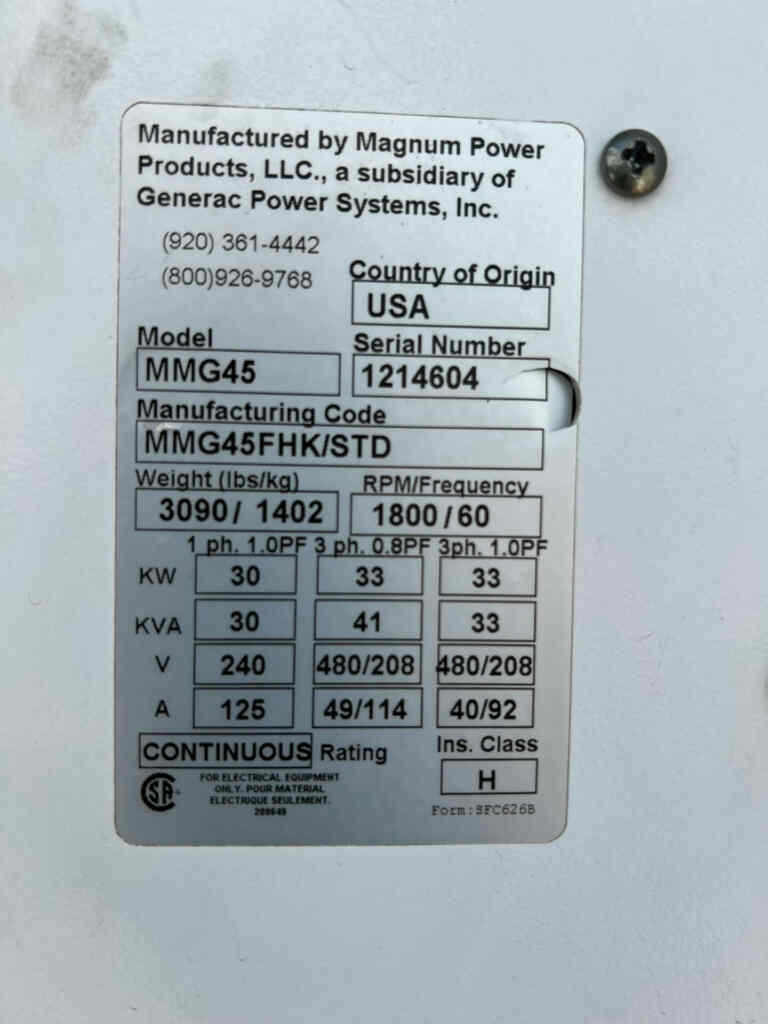 Manufactured by Magnum Power
Products, LLC., a subsidiary of
Generac Power Systems, Inc.
(920) 361-4442
(800)926-9768
Country of Origin
USA
Model
MMG45
Serial Number
1214604
Manufacturing Code
MMG45FHK/STD
Weight (lbs/kg)
3090/ 1402
RPM/Frequency
1800/60
1 ph. 1.0PF 3 ph. 0.8PF 3ph. 1.0PF
KW 30 33 33
KVA 30 41 33
V 240 480/208 480/208
A 125 49/114 40/92
CONTINUOUS Rating
Ins. Class
H
FOR ELECTRICAL EQUIPMENT
ONLY. POUR MATERIAL
ELECTRIQUE SEULEMENT.
Form:SFC626B